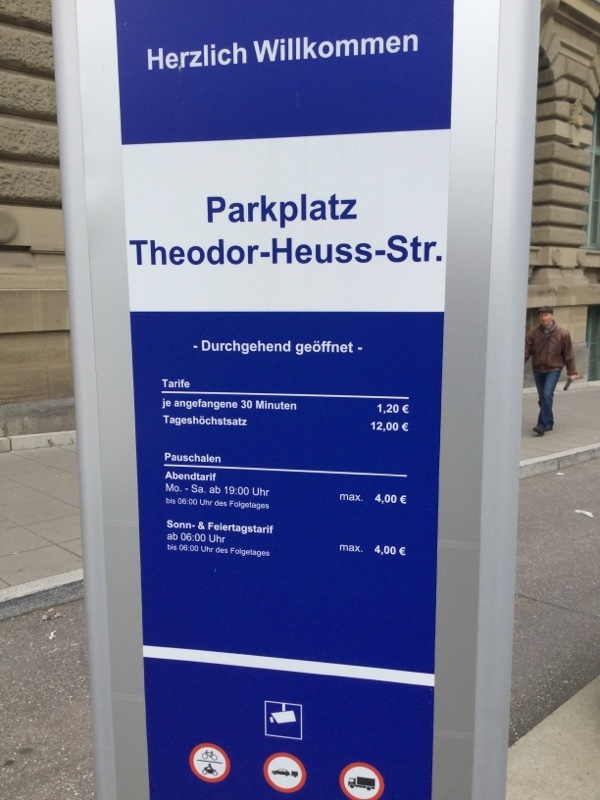 Herzlich Willkommen
Parkplatz
Theodor-Heuss-Str.
- Durchgehend geöffnet -
Tarife
je angefangene 30 Minuten 1,20 €
Tageshöchstsatz 12,00 €
Pauschalen
Abendtarif
Mo. - Sa. ab 19:00 Uhr max. 4,00 €
bis 06:00 Uhr des Folgetages
Sonn- & Feiertagstarif
ab 06:00 Uhr max. 4,00 €
bis 06:00 Uhr des Folgetages